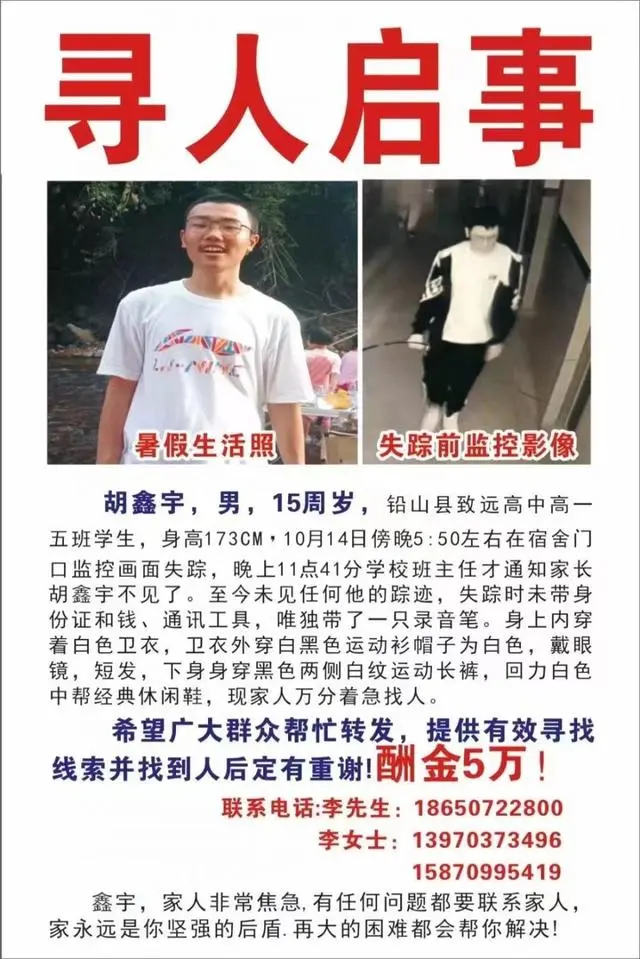 寻人启事
暑假生活照
失踪前监控影像
胡鑫宇，男，15周岁，铅山县致远高中高一
五班学生，身高173CM·10月14日傍晚5:50左右在宿舍门
口监控画面失踪，晚上11点41分学校班主任才通知家长
胡鑫宇不见了。至今未见任何他的踪迹，失踪时未带身
份证和钱、通讯工具，唯独带了一只录音笔。身上内穿
着白色卫衣，卫衣外穿白黑色运动衫帽子为白色，戴眼
镜，短发，下身身穿黑色两侧白纹运动长裤，回力白色
中帮经典休闲鞋，现家人万分着急找人。
希望广大群众帮忙转发，提供有效寻找
线索并找到人后定有重谢!酬金5万！
联系电话:李先生：18650722800
李女士：13970373496
15870995419
鑫宇，家人非常焦急,有任何问题都要联系家人，
家永远是你坚强的后盾.再大的困难都会帮你解决!